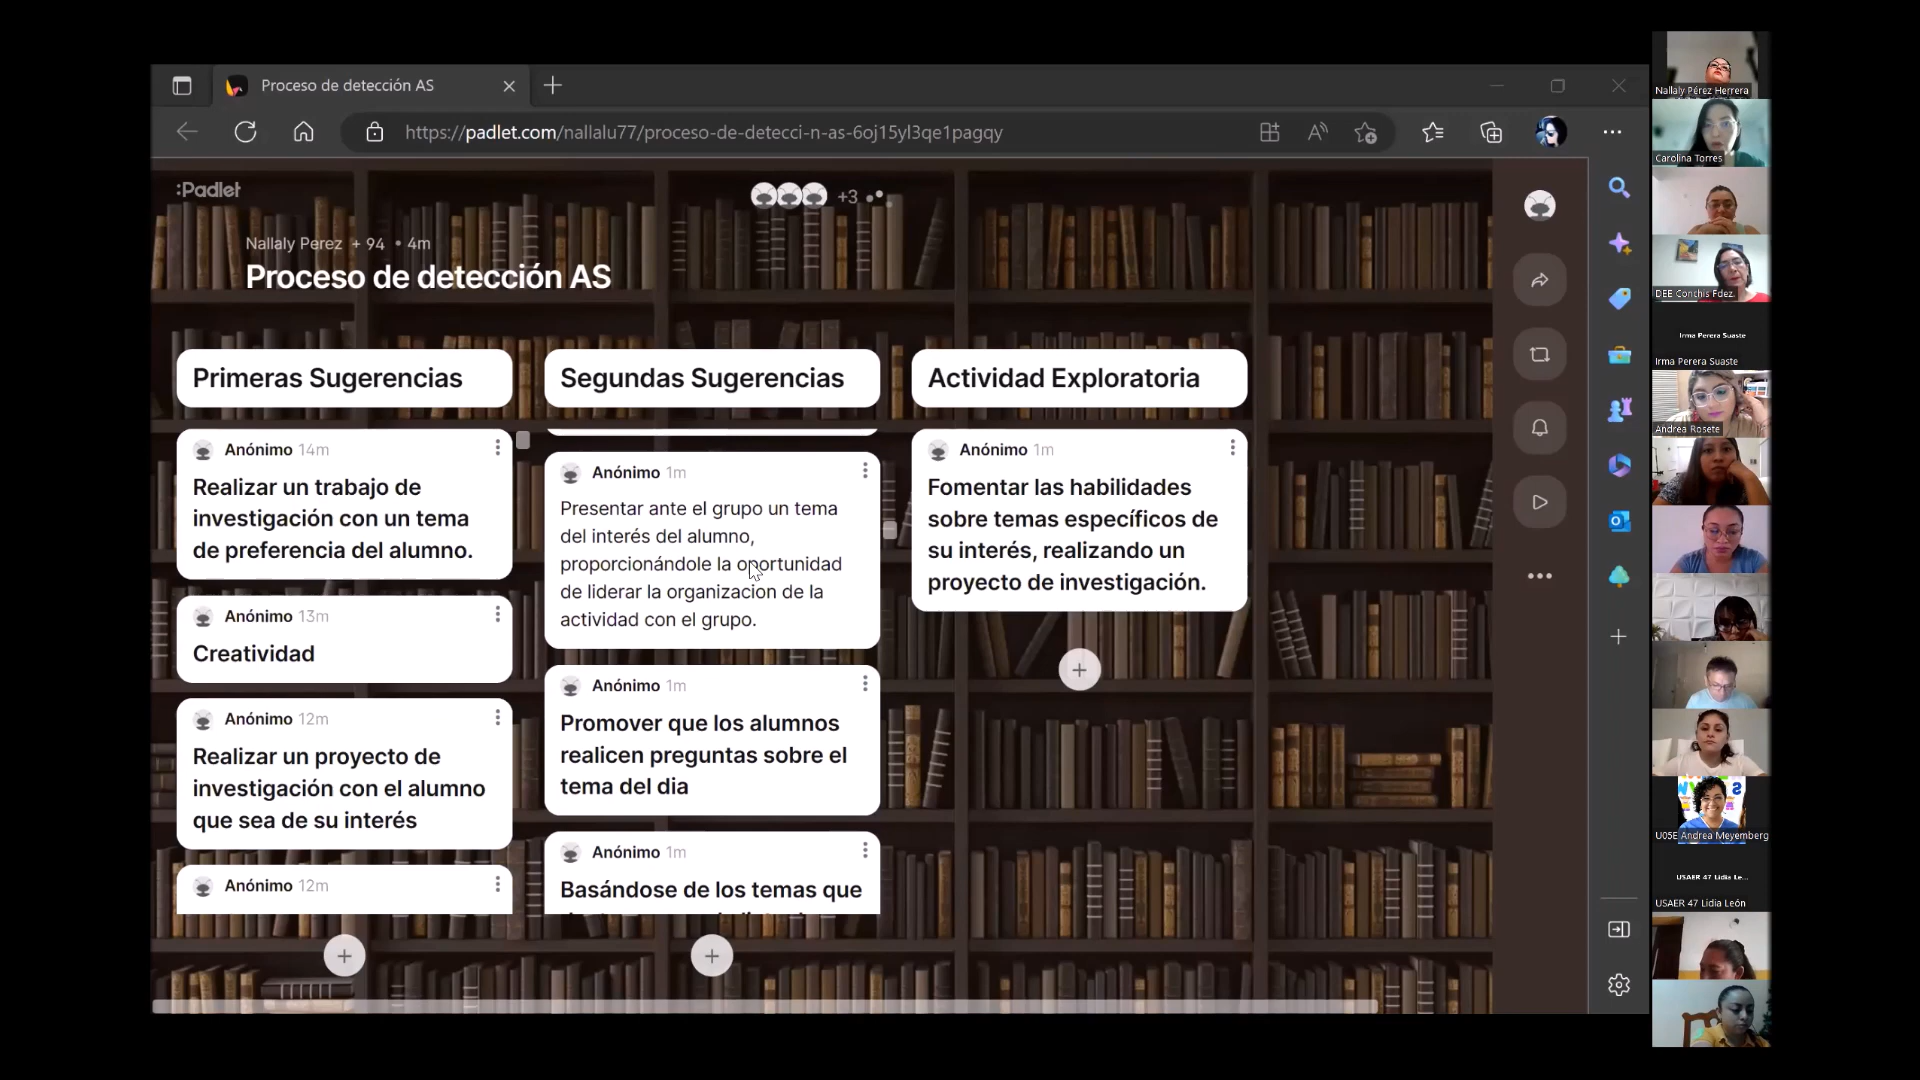 Proceso de detección AS
https://padlet.com/nallalu77/proceso-de-detecci-n-as-6oj15yl3qe1pagqy
:Padlet
+3
Nallaly Perez + 94 • 4m
Proceso de detección AS
Primeras Sugerencias
Anónimo 14m
Realizar un trabajo de
investigación con un tema
de preferencia del alumno.
Anónimo 13m
Creatividad
Anónimo 12m
Realizar un proyecto de
investigación con el alumno
que sea de su interés
Anónimo 12m
Segundas Sugerencias
Anónimo 1m
Presentar ante el grupo un tema
del interés del alumno,
proporcionándole la oportunidad
de liderar la organizacion de la
actividad con el grupo.
Anónimo 1m
Promover que los alumnos
realicen preguntas sobre el
tema del dia
Anónimo 1m
Basándose de los temas que
Actividad Exploratoria
Anónimo 1m
Fomentar las habilidades
sobre temas específicos de
su interés, realizando un
proyecto de investigación.
Nallaly Pérez Herrera
Carolina Torres
DEE Conchis Fdez.
Irma Perera Suaste
Irma Perera Suaste
Andrea Rosete
U05E Andrea Meyemberg
USAER 47 Lidia Le...
USAER 47 Lidia León